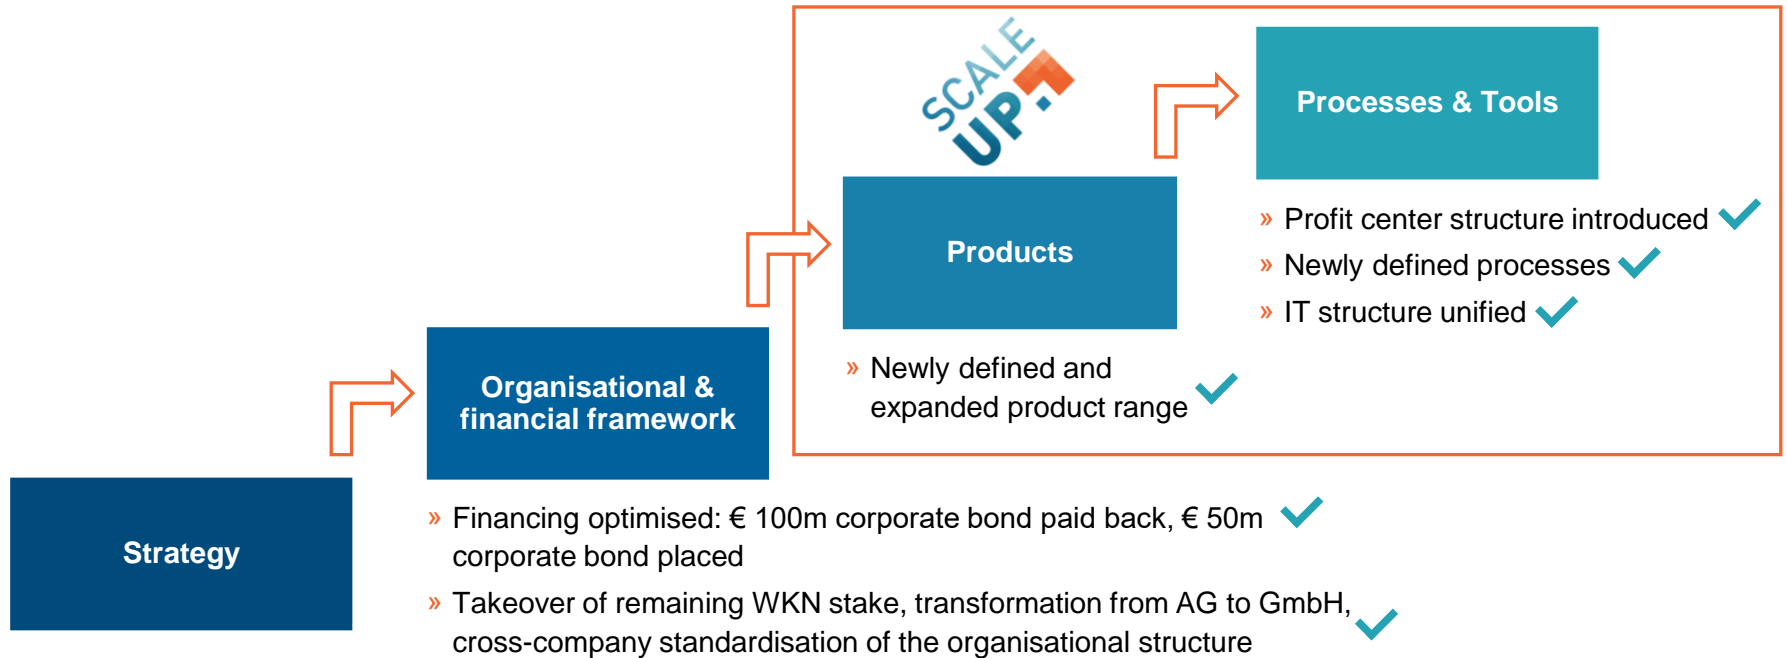 SCALE
UP
Processes & Tools
» Profit center structure introduced
» Newly defined processes
» IT structure unified
Products
» Newly defined and
expanded product range
Organisational &
financial framework
» Financing optimised: € 100m corporate bond paid back, € 50m
corporate bond placed
» Takeover of remaining WKN stake, transformation from AG to GmbH,
cross-company standardisation of the organisational structure
Strategy